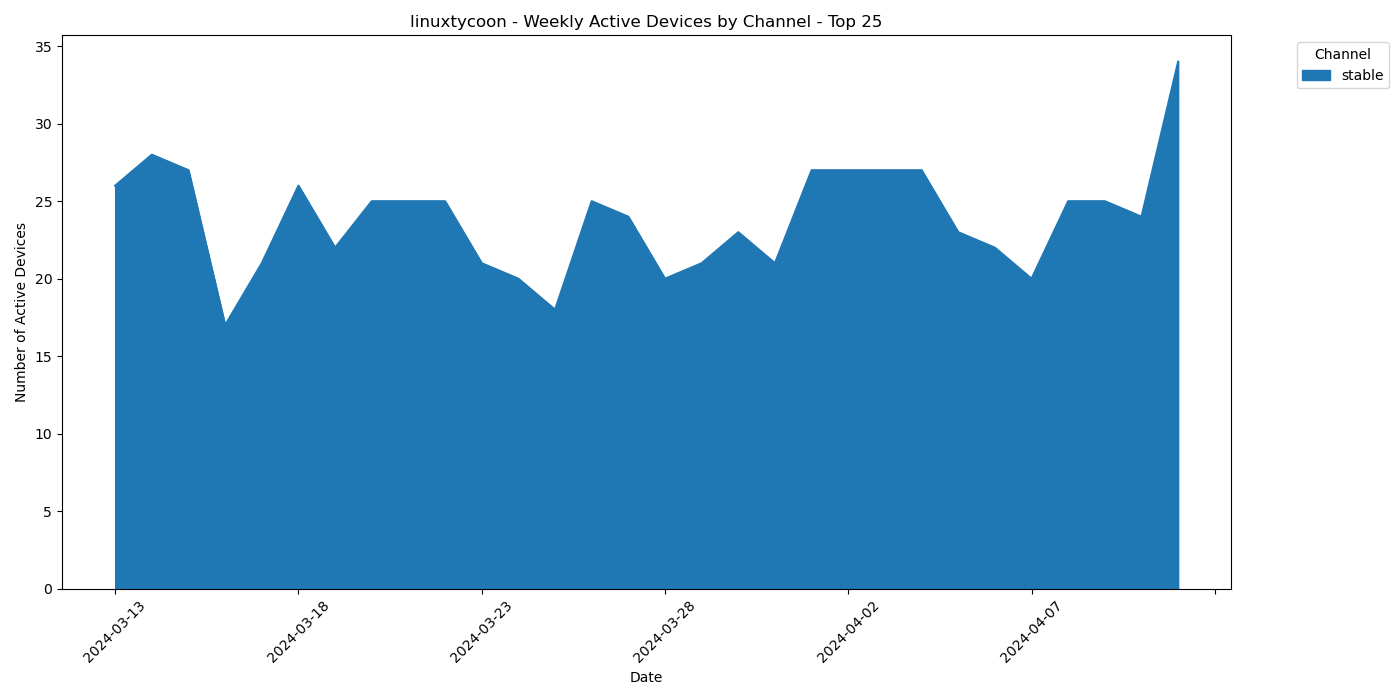 linuxtycoon - Weekly Active Devices by Channel - Top 25
Channel
stable
Number of Active Devices
35
30
25
20
15
10
5
0
2024-03-13
2024-03-18
2024-03-23
2024-03-28
2024-04-02
2024-04-07
Date